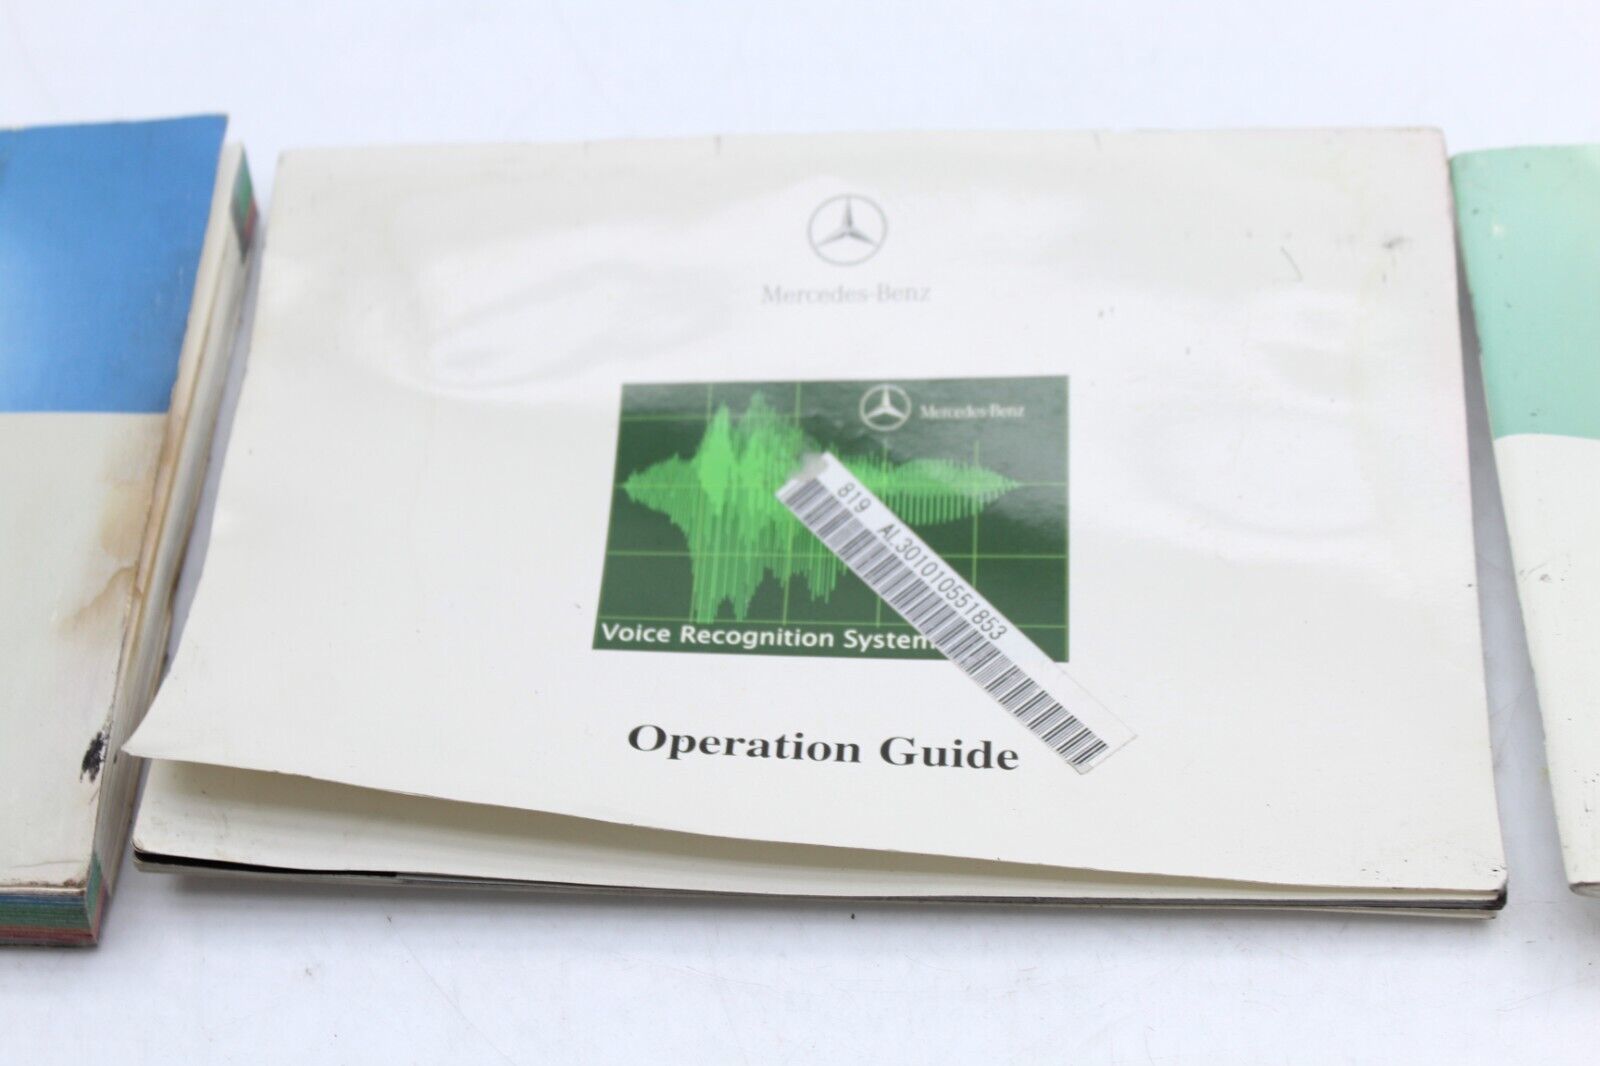 Mercedes-Benz
Mercedes-Benz
819 AL301010551853
Voice Recognition System
Operation Guide